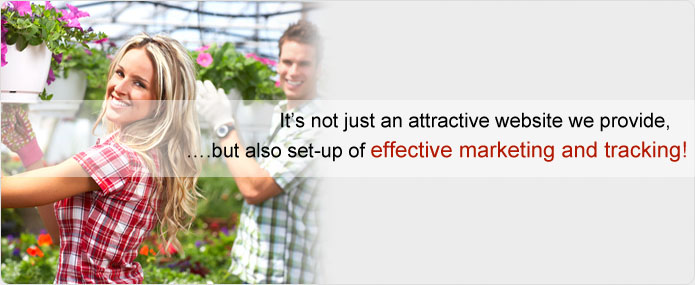 It's not just an attractive website we provide,
....but also set-up of effective marketing and tracking!